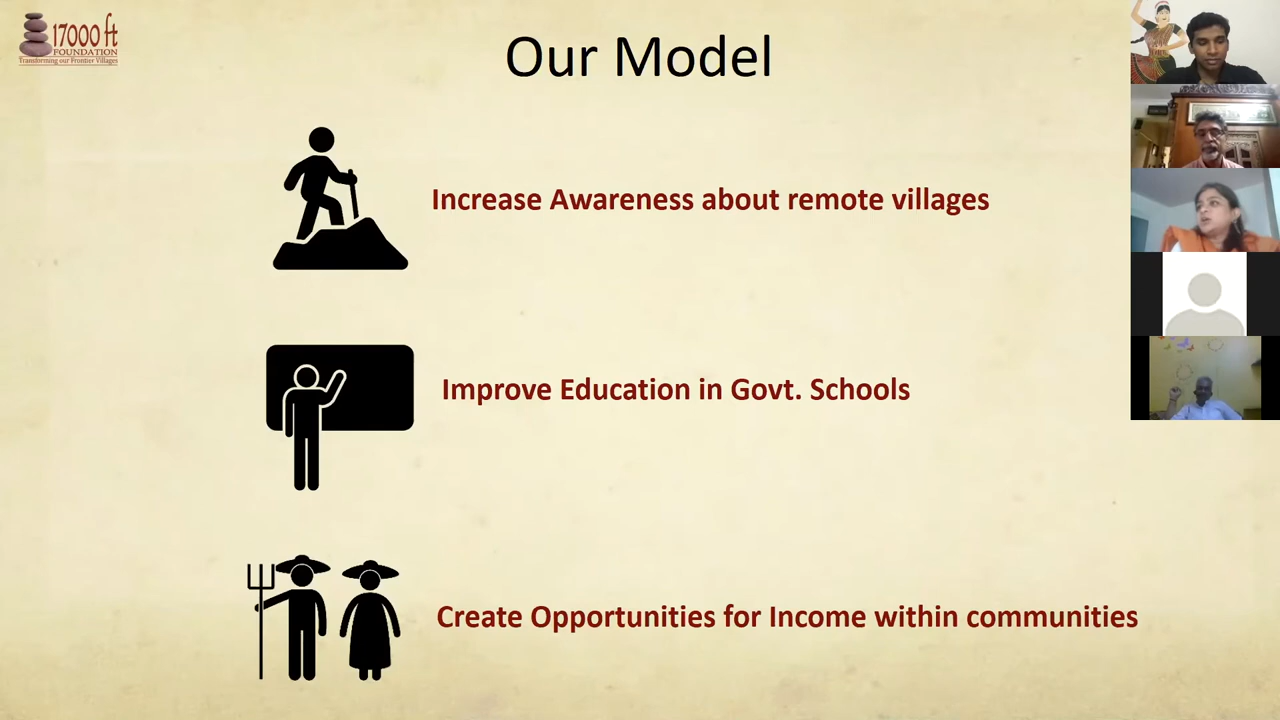 17000 ft
FOUNDATION
Transforming our Frontier Villages
Our Model
Increase Awareness about remote villages
Improve Education in Govt. Schools
Create Opportunities for Income within communities